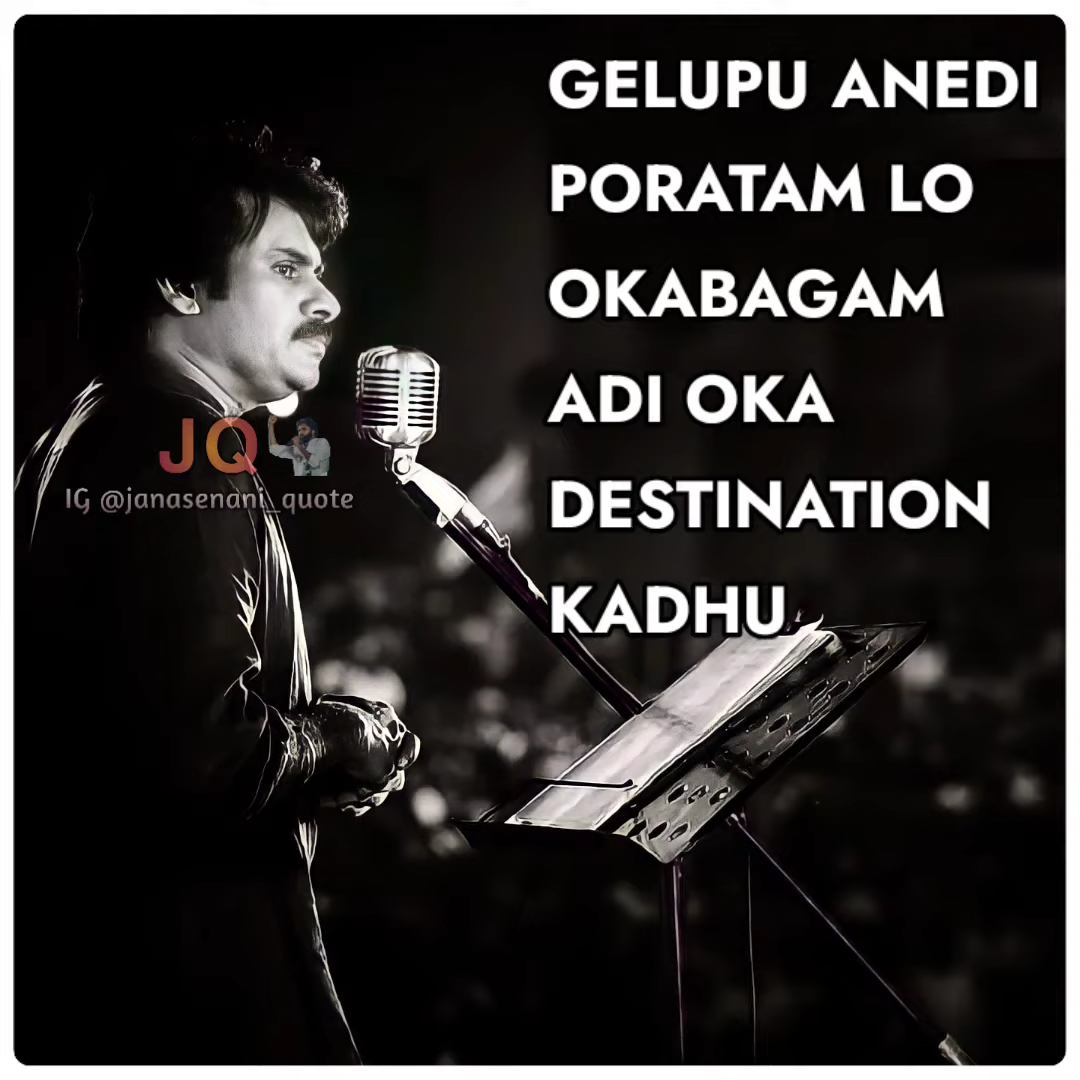 GELUPU ANEDI
PORATAM LO
OKABAGAM
ADI OKA
DESTINATION
KADHU
JQ
IG @janasenani_quote